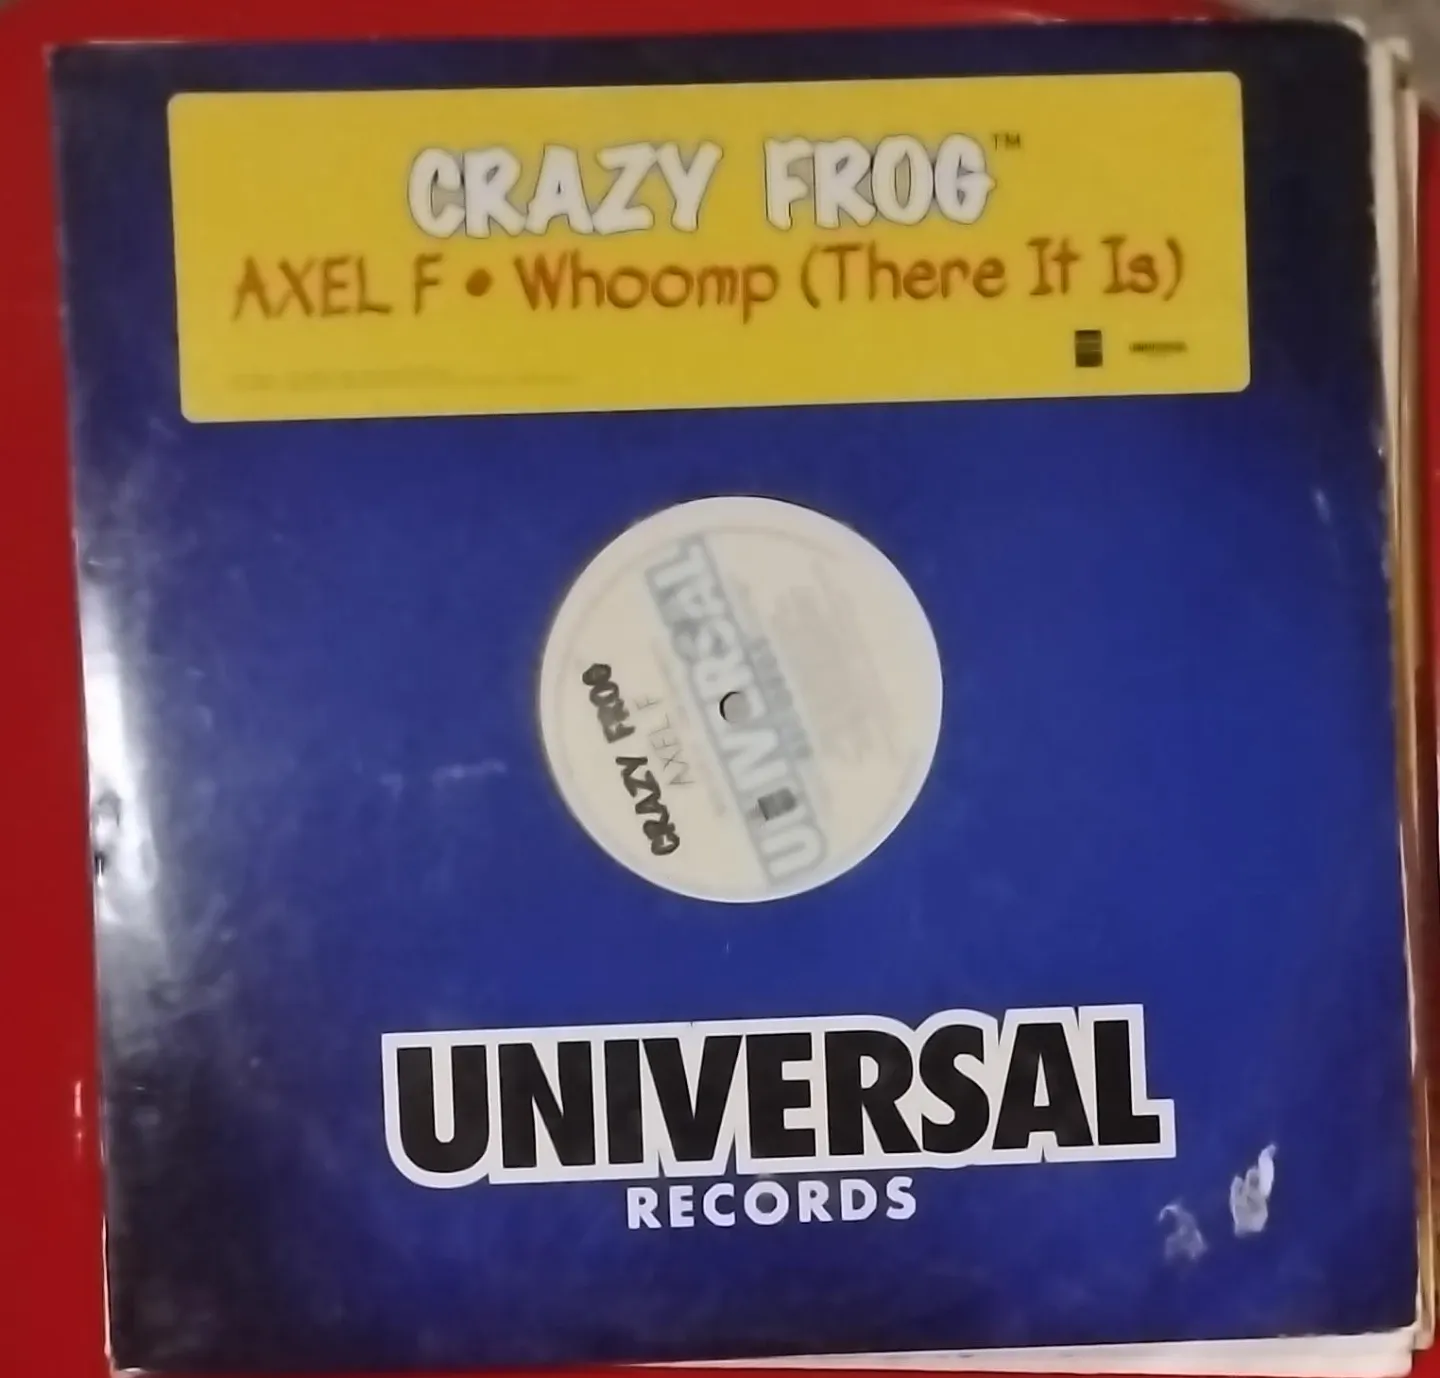 CRAZY FROG™
AXEL F • Whoomp (There It Is)
UNIVERSAL
CRAZY FROG
AXEL F
UNIVERSAL
RECORDS